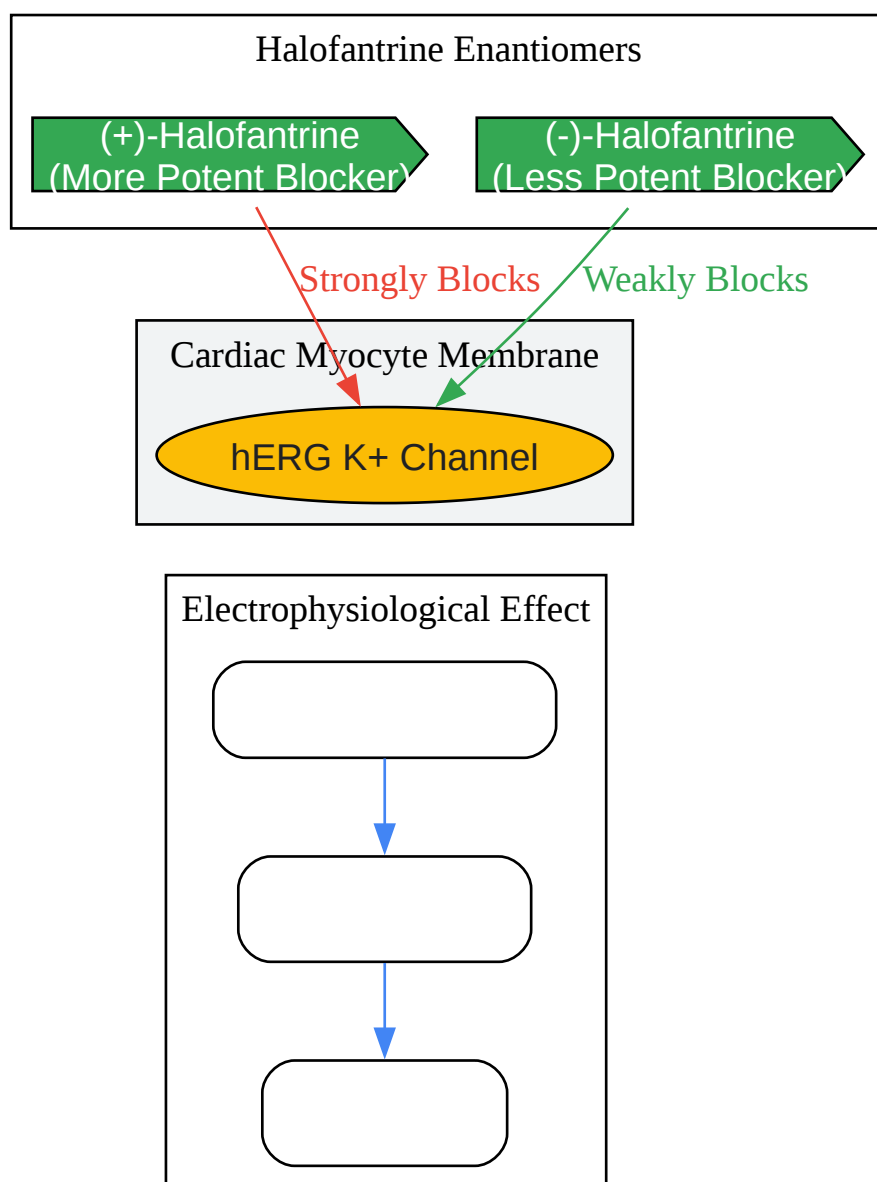 Halofantrine Enantiomers
(+)-Halofantrine
(More Potent Blocker)
(-)-Halofantrine
(Less Potent Blocker)
Strongly Blocks
Weakly Blocks
Cardiac Myocyte Membrane
hERG K+ Channel
Electrophysiological Effect